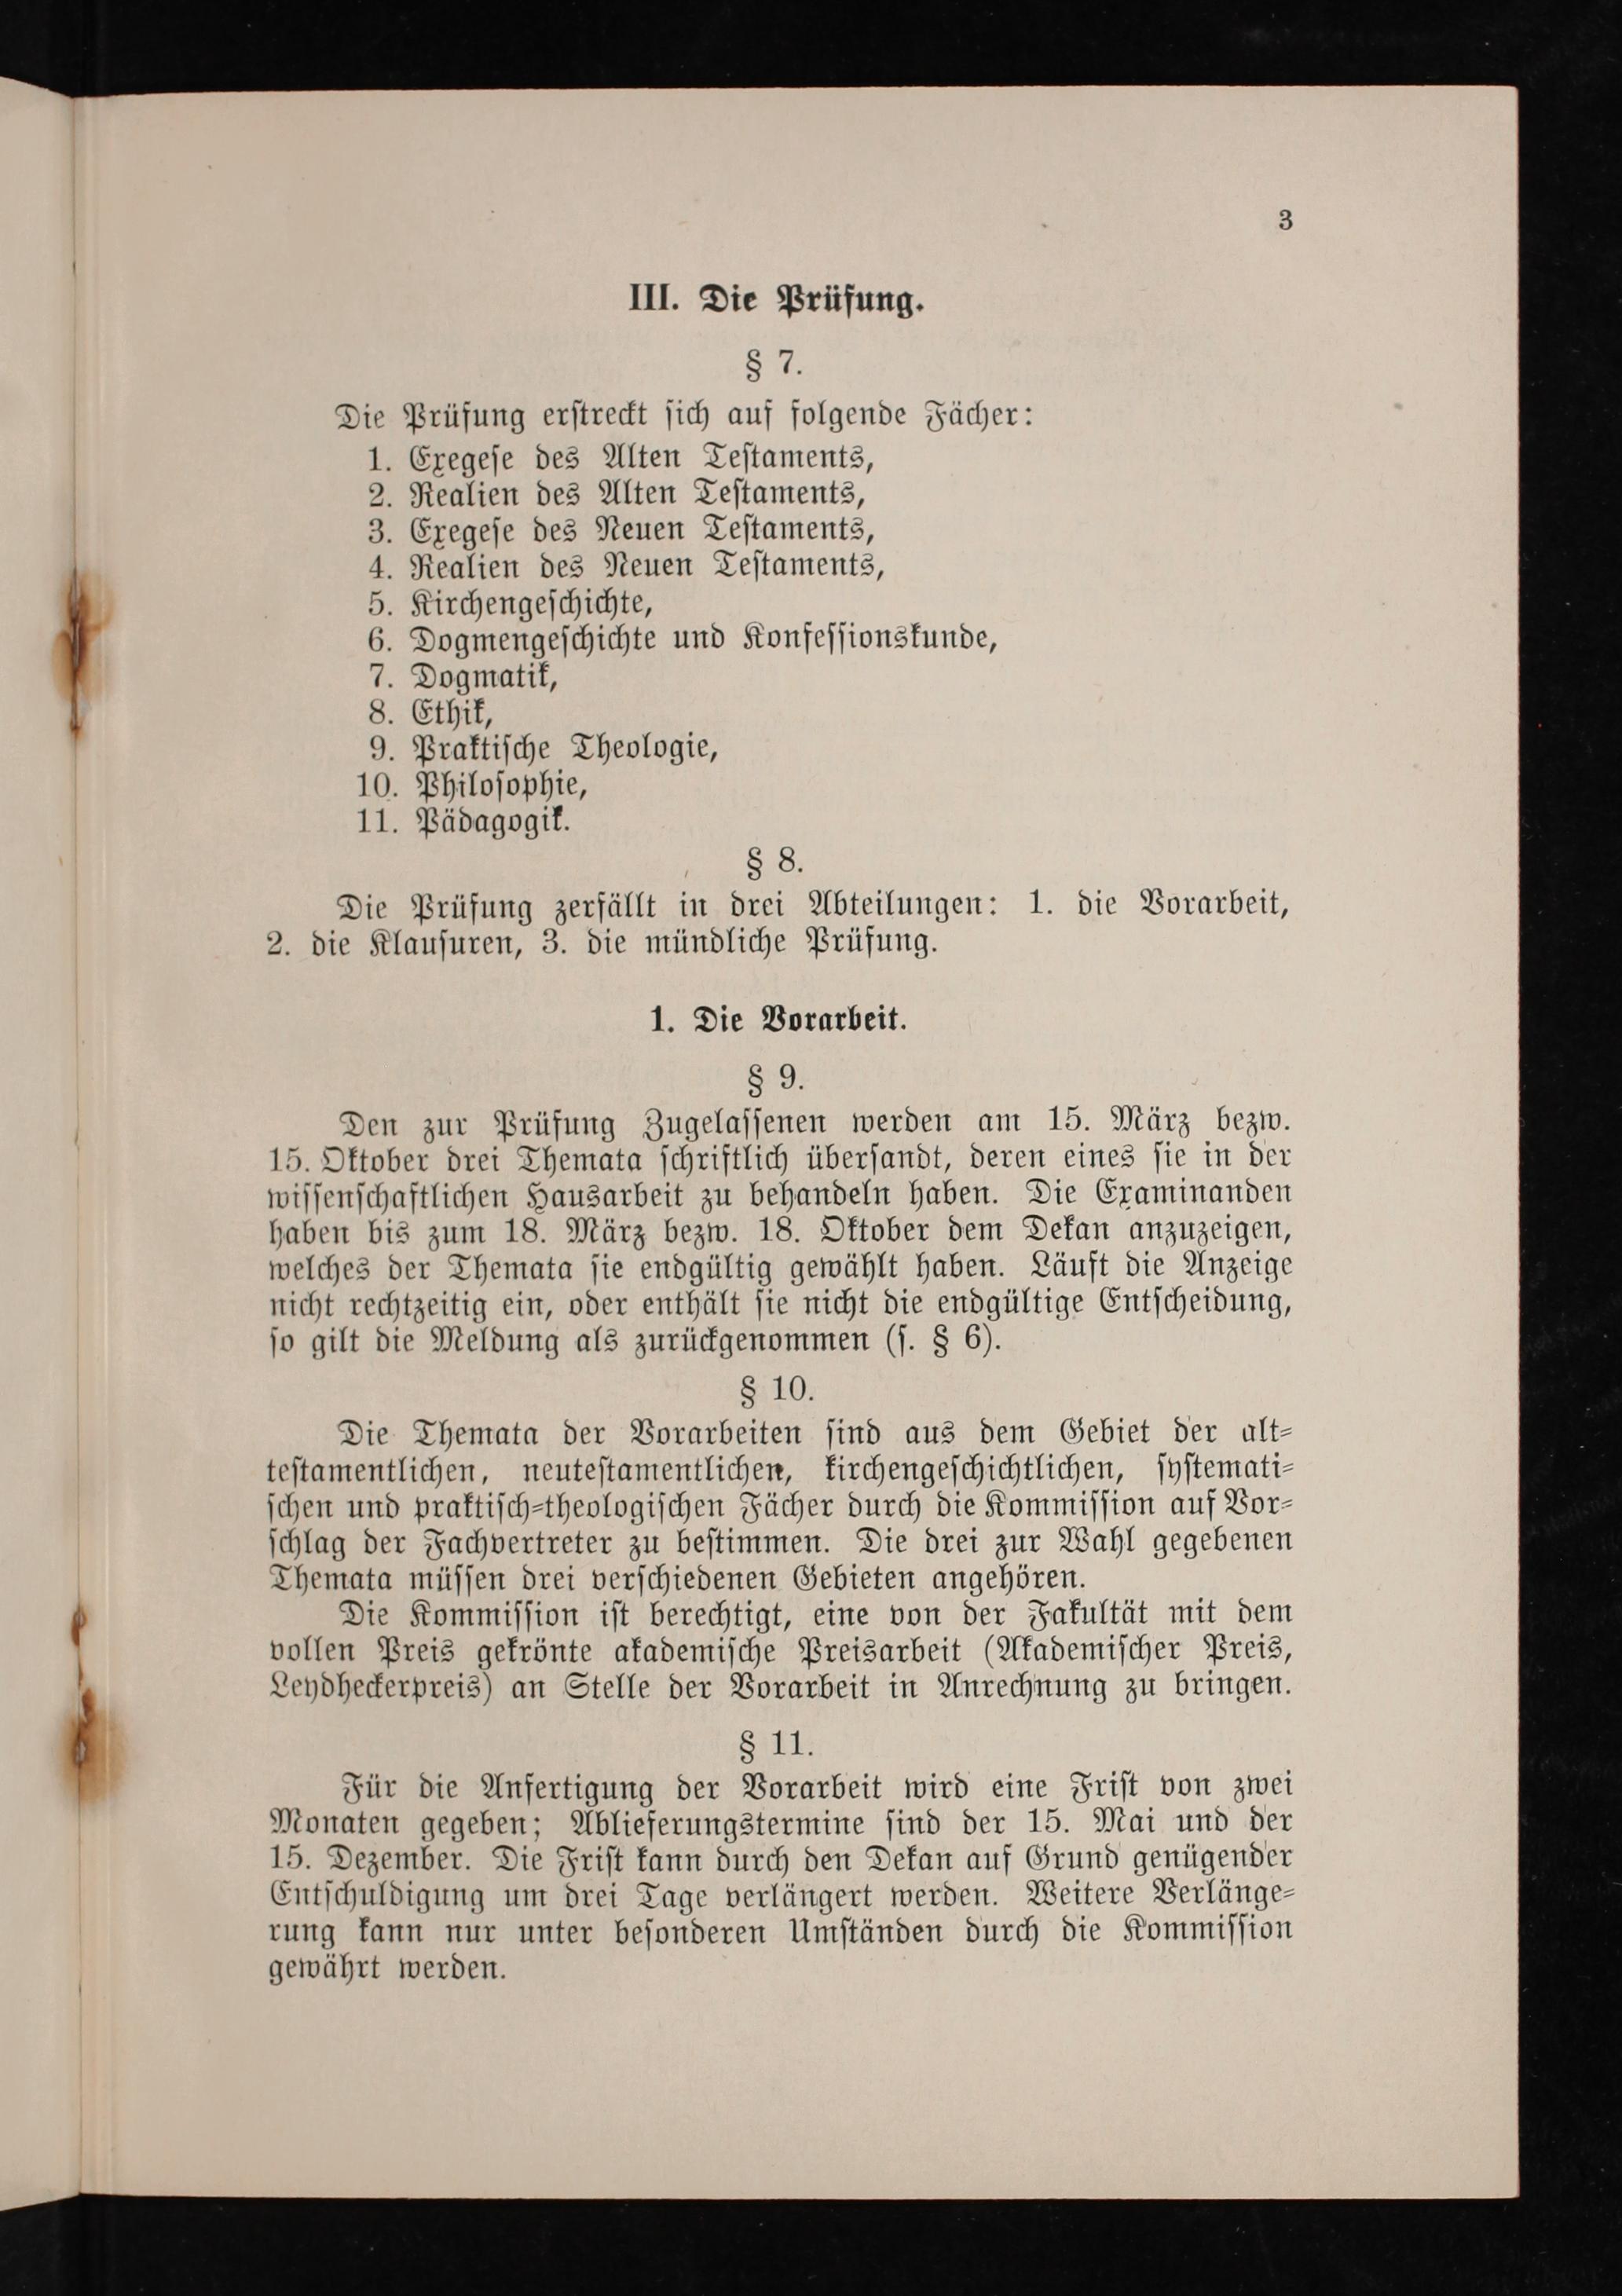 3
III. Die Prüfung.
§ 7.
Die Prüfung erstreckt sich auf folgende Fächer:
1. Exegese des Alten Testaments,
2. Realien des Alten Testaments,
3. Exegese des Neuen Testaments,
4. Realien des Neuen Testaments,
5. Kirchengeschichte,
6. Dogmengeschichte und Konfessionskunde,
7. Dogmatik,
8. Ethik,
9. Praktische Theologie,
10. Philosophie,
11. Pädagogik.
§ 8.
Die Prüfung zerfällt in drei Abteilungen: 1. die Vorarbeit,
2. die Klausuren, 3. die mündliche Prüfung.
1. Die Vorarbeit.
§ 9.
Den zur Prüfung Zugelassenen werden am 15. März bezw.
15. Oktober drei Themata schriftlich übersandt, deren eines sie in der
wissenschaftlichen Hausarbeit zu behandeln haben. Die Examinanden
haben bis zum 18. März bezw. 18. Oktober dem Dekan anzuzeigen,
welches der Themata sie endgültig gewählt haben. Läuft die Anzeige
nicht rechtzeitig ein, oder enthält sie nicht die endgültige Entscheidung,
so gilt die Meldung als zurückgenommen (s. § 6).
§ 10.
Die Themata der Vorarbeiten sind aus dem Gebiet der alt-
testamentlichen, neutestamentlichen, kirchengeschichtlichen, systemati-
schen und praktisch-theologischen Fächer durch die Kommission auf Vor-
schlag der Fachvertreter zu bestimmen. Die drei zur Wahl gegebenen
Themata müssen drei verschiedenen Gebieten angehören.
Die Kommission ist berechtigt, eine von der Fakultät mit dem
vollen Preis gekrönte akademische Preisarbeit (Akademischer Preis,
Leydheckerpreis) an Stelle der Vorarbeit in Anrechnung zu bringen.
§ 11.
Für die Anfertigung der Vorarbeit wird eine Frist von zwei
Monaten gegeben; Ablieferungstermine sind der 15. Mai und der
15. Dezember. Die Frist kann durch den Dekan auf Grund genügender
Entschuldigung um drei Tage verlängert werden. Weitere Verlänge-
rung kann nur unter besonderen Umständen durch die Kommission
gewährt werden.